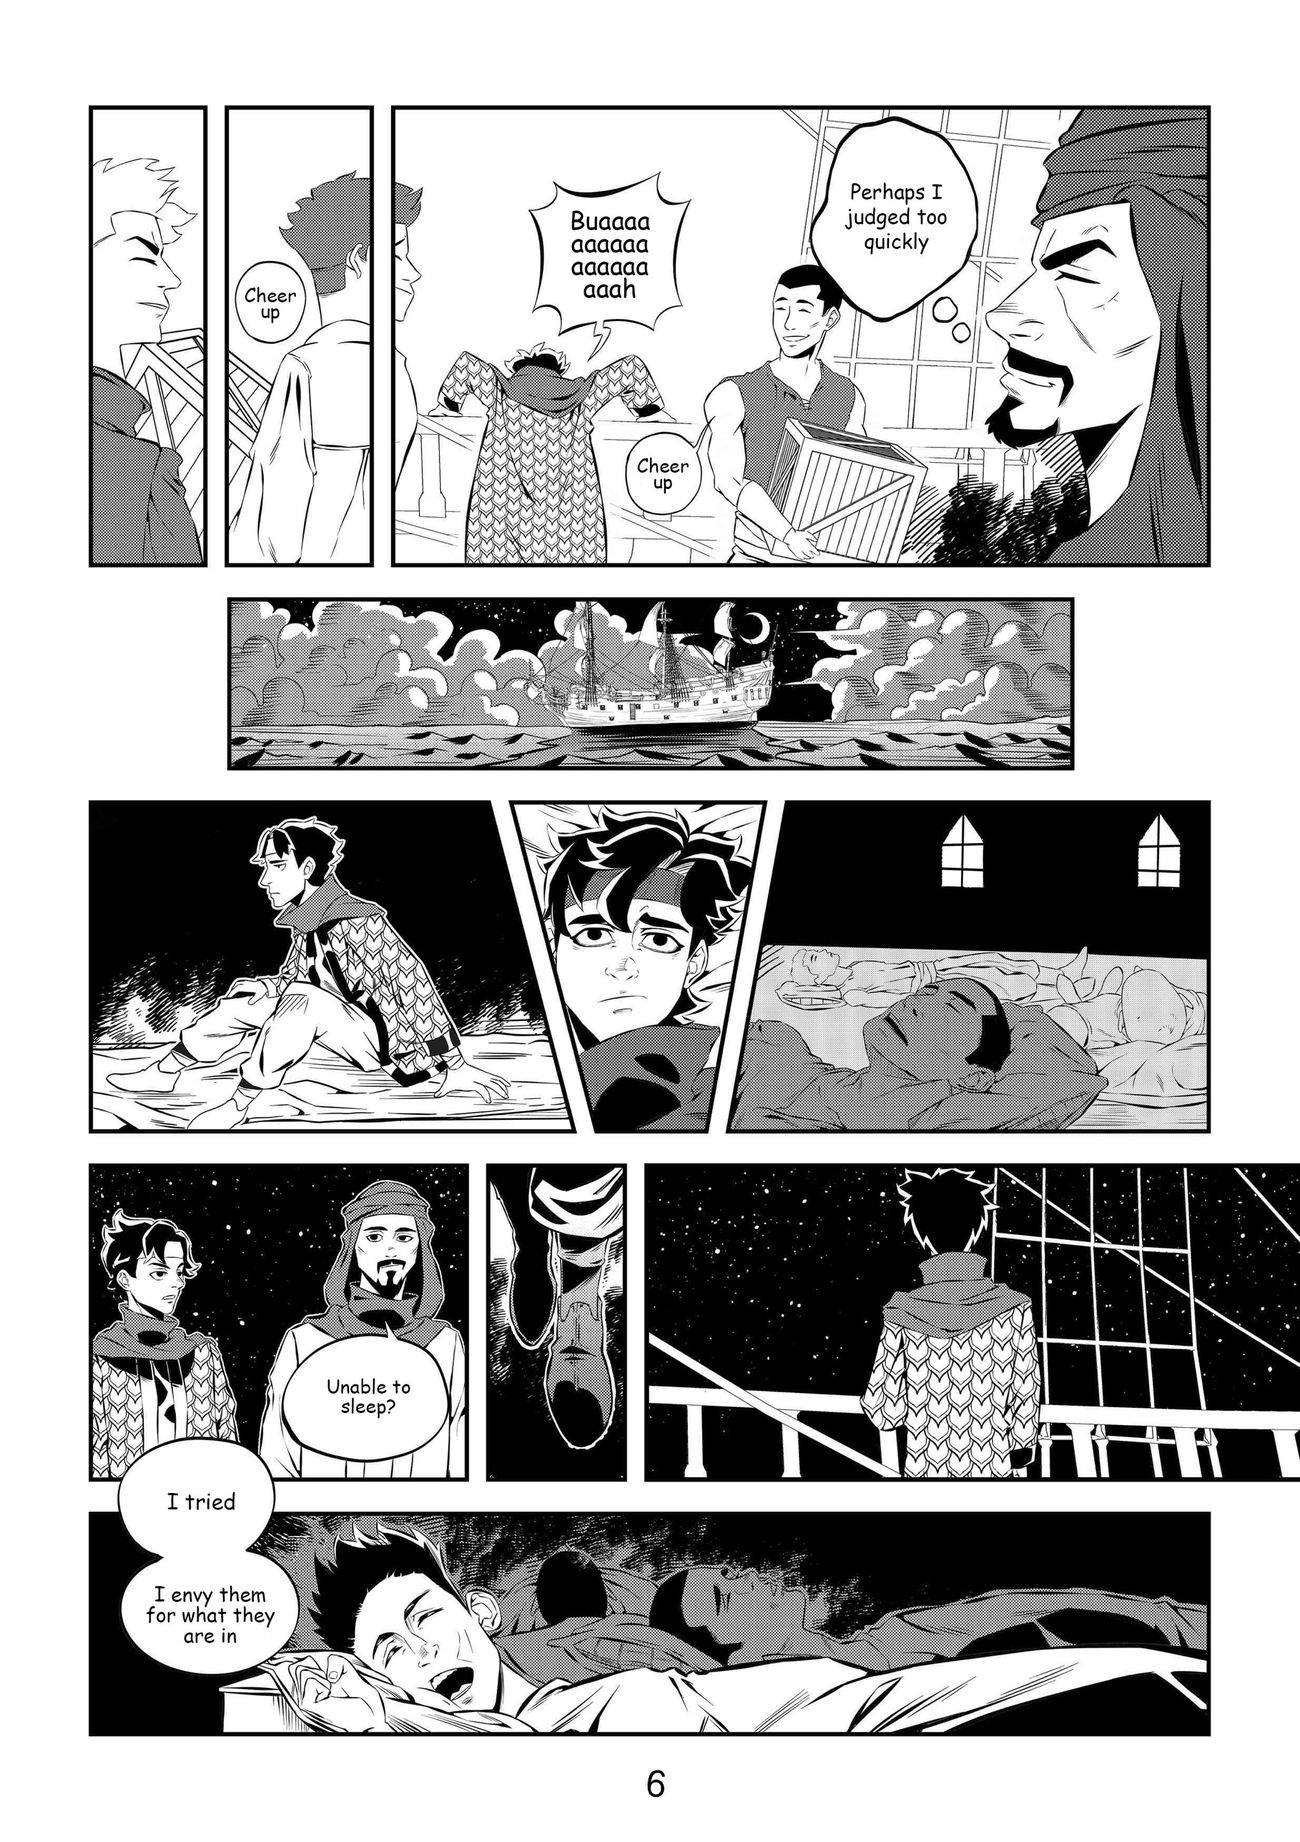 Cheer
up
Buaaaa
aaaaaa
aaaaaa
aaah
Cheer
up
Perhaps I
judged too
quickly
Unable to
sleep?
I tried
I envy them
for what they
are in
6